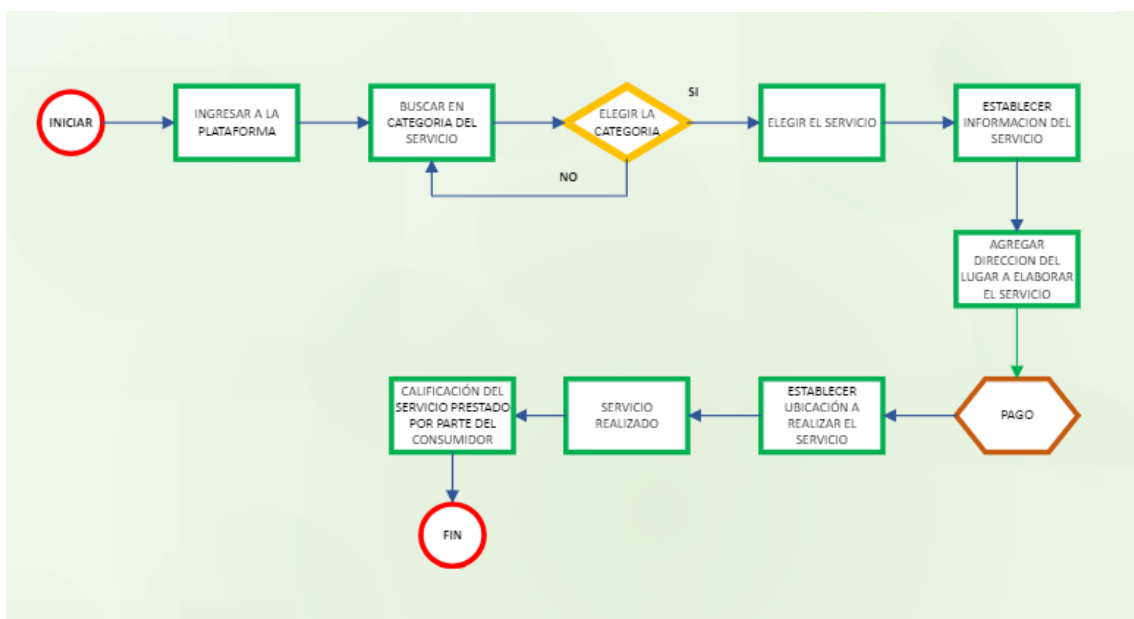 INICIAR
INGRESAR A LA
PLATAFORMA
BUSCAR EN
CATEGORIA DEL
SERVICIO
ELEGIR LA
CATEGORIA
SI
NO
ELEGIR EL SERVICIO
ESTABLECER
INFORMACION DEL
SERVICIO
AGREGAR
DIRECCION DEL
LUGAR A ELABORAR
EL SERVICIO
PAGO
ESTABLECER
UBICACIÓN A
REALIZAR EL
SERVICIO
SERVICIO
REALIZADO
CALIFICACIÓN DEL
SERVICIO PRESTADO
POR PARTE DEL
CONSUMIDOR
FIN